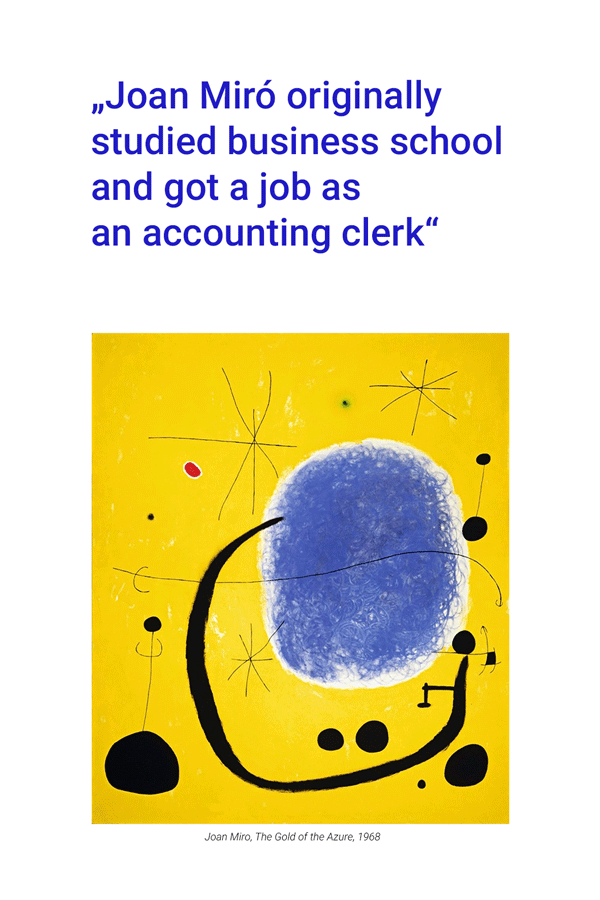 „Joan Miró originally
studied business school
and got a job as
an accounting clerk“
Joan Miro, The Gold of the Azure, 1968